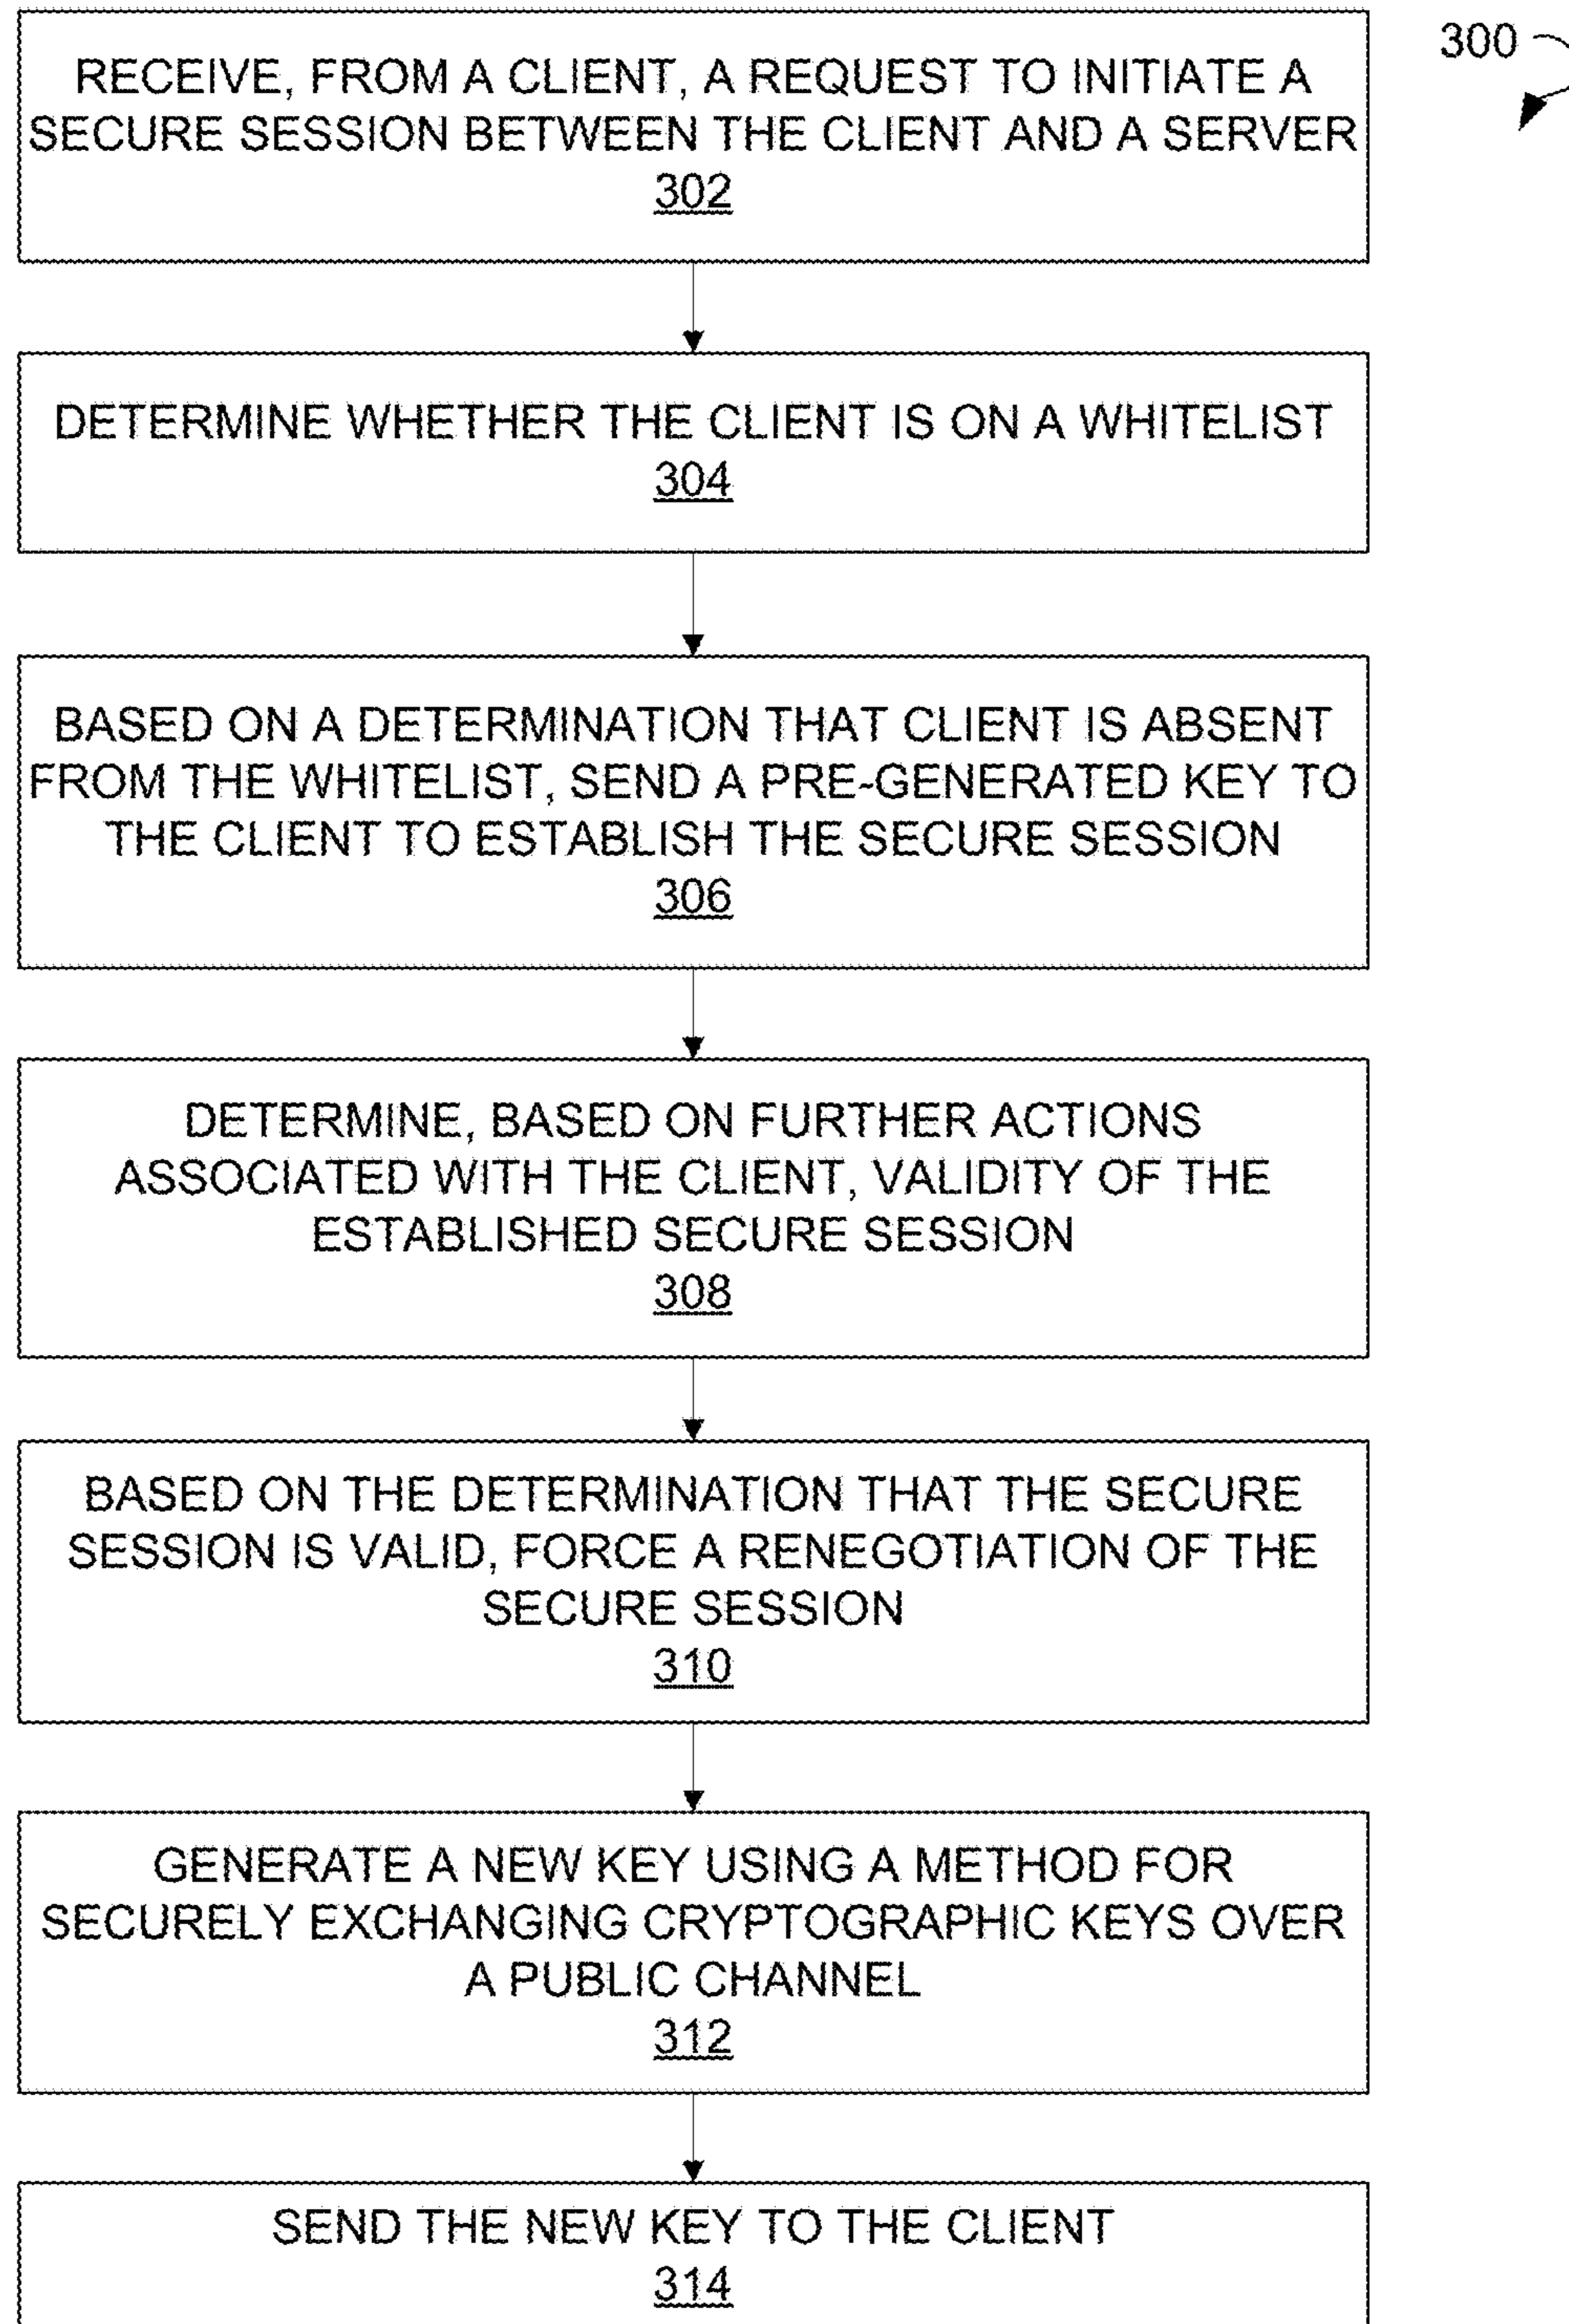 300
RECEIVE, FROM A CLIENT, A REQUEST TO INITIATE A
SECURE SESSION BETWEEN THE CLIENT AND A SERVER
302
DETERMINE WHETHER THE CLIENT IS ON A WHITELIST
304
BASED ON A DETERMINATION THAT CLIENT IS ABSENT
FROM THE WHITELIST, SEND A PRE-GENERATED KEY TO
THE CLIENT TO ESTABLISH THE SECURE SESSION
306
DETERMINE, BASED ON FURTHER ACTIONS
ASSOCIATED WITH THE CLIENT, VALIDITY OF THE
ESTABLISHED SECURE SESSION
308
BASED ON THE DETERMINATION THAT THE SECURE
SESSION IS VALID, FORCE A RENEGOTIATION OF THE
SECURE SESSION
310
GENERATE A NEW KEY USING A METHOD FOR
SECURELY EXCHANGING CRYPTOGRAPHIC KEYS OVER
A PUBLIC CHANNEL
312
SEND THE NEW KEY TO THE CLIENT
314